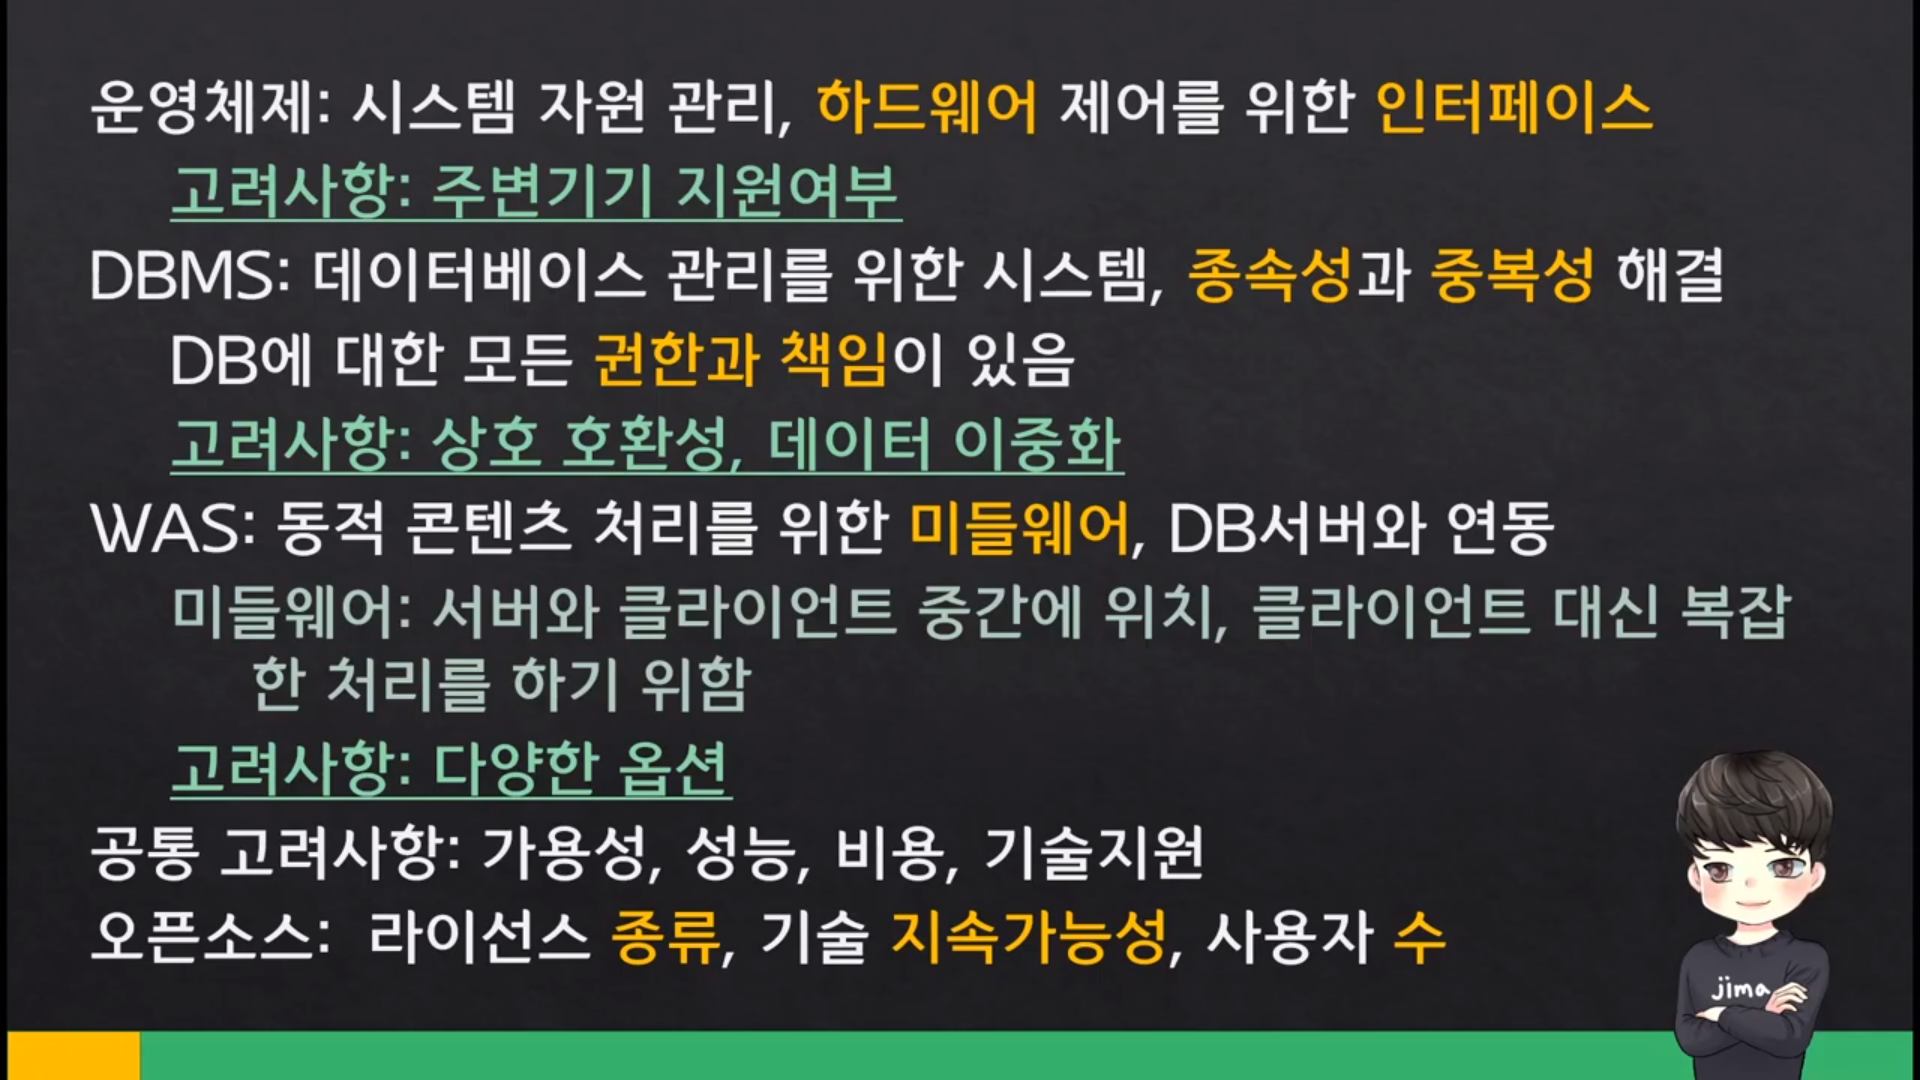 운영체제: 시스템 자원 관리, 하드웨어 제어를 위한 인터페이스
고려사항: 주변기기 지원여부
DBMS: 데이터베이스 관리를 위한 시스템, 종속성과 중복성 해결
DB에 대한 모든 권한과 책임이 있음
고려사항: 상호 호환성, 데이터 이중화
WAS: 동적 콘텐츠 처리를 위한 미들웨어, DB서버와 연동
미들웨어: 서버와 클라이언트 중간에 위치, 클라이언트 대신 복잡
한 처리를 하기 위함
고려사항: 다양한 옵션
공통 고려사항: 가용성, 성능, 비용, 기술지원
오픈소스: 라이선스 종류, 기술 지속가능성, 사용자 수
jima